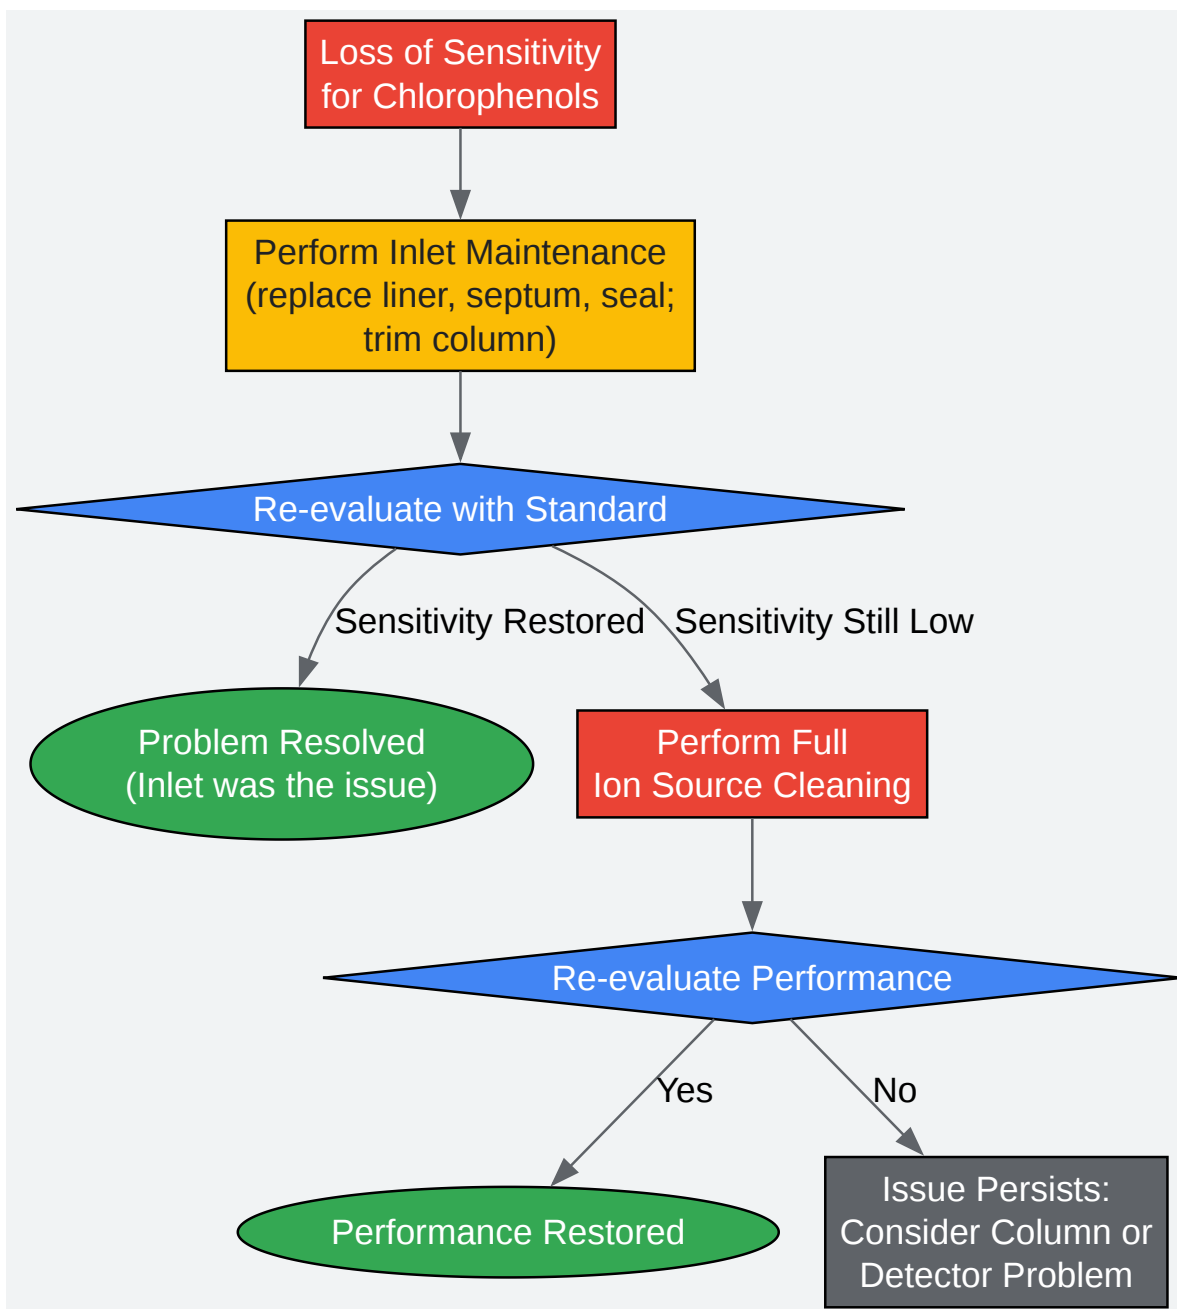 Loss of Sensitivity
for Chlorophenols
Perform Inlet Maintenance
(replace liner, septum, seal;
trim column)
Re-evaluate with Standard
Sensitivity Restored
Sensitivity Still Low
Problem Resolved
(Inlet was the issue)
Perform Full
Ion Source Cleaning
Re-evaluate Performance
Yes
No
Performance Restored
Issue Persists:
Consider Column or
Detector Problem